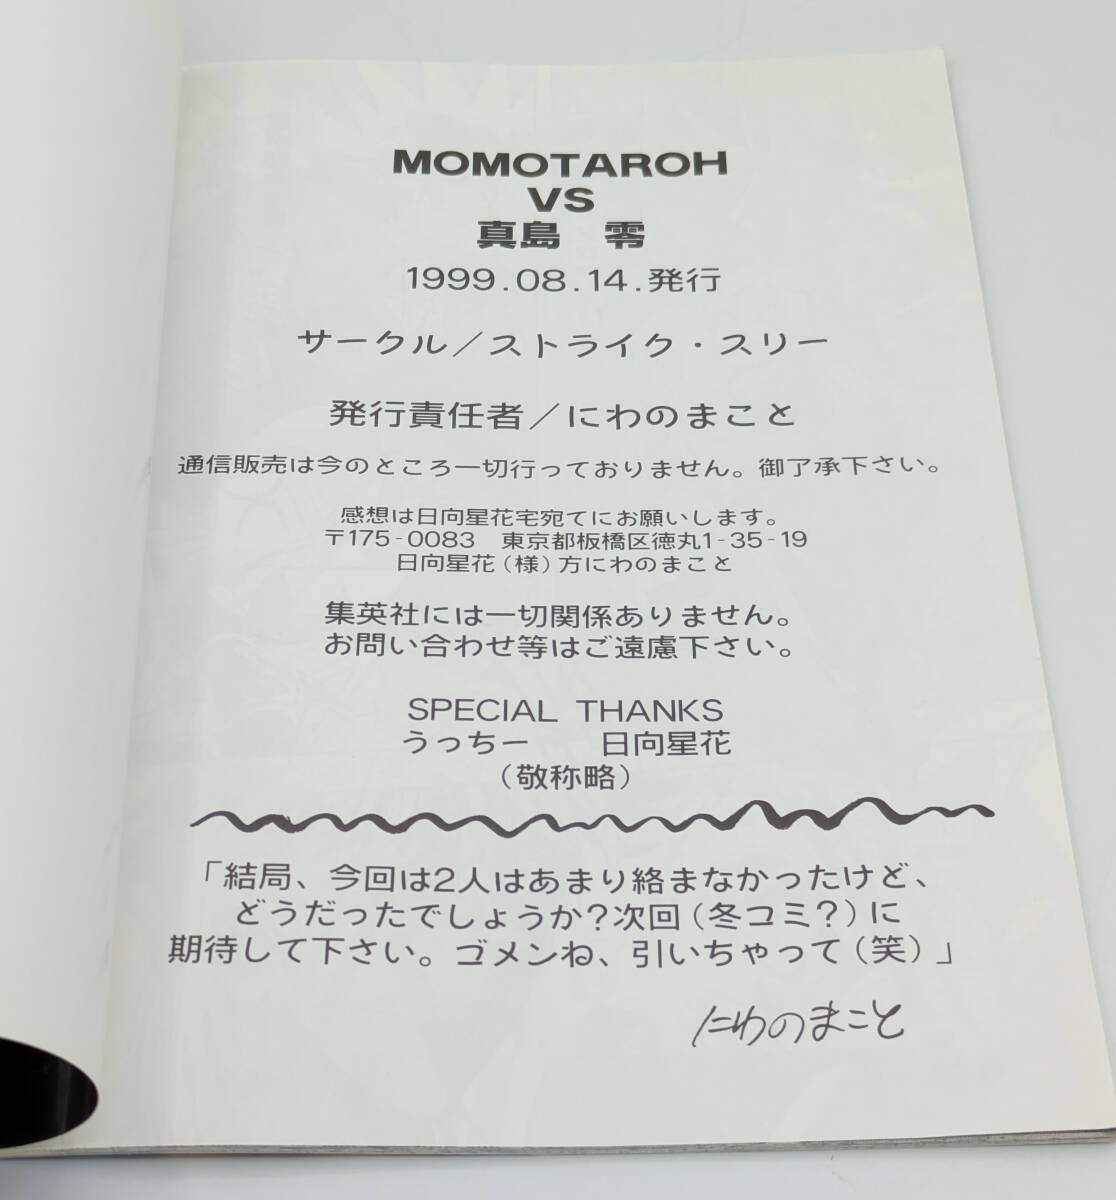 MOMOTAROH
VS
真島　零
1999.08.14.発行
サークル／ストライク・スリー
発行責任者／にわのまこと
通信販売は今のところ一切行っておりません。御了承下さい。
感想は日向星花宅宛てにお願いします。
〒175-0083　東京都板橋区徳丸1-35-19
日向星花（様）方にわのまこと
集英社には一切関係ありません。
お問い合わせ等はご遠慮下さい。
SPECIAL THANKS
うっちー　　日向星花
（敬称略）
「結局、今回は2人はあまり絡まなかったけど、
どうだったでしょうか？次回（冬コミ？）に
期待して下さい。ゴメンね、引いちゃって（笑）」
にわのまこと